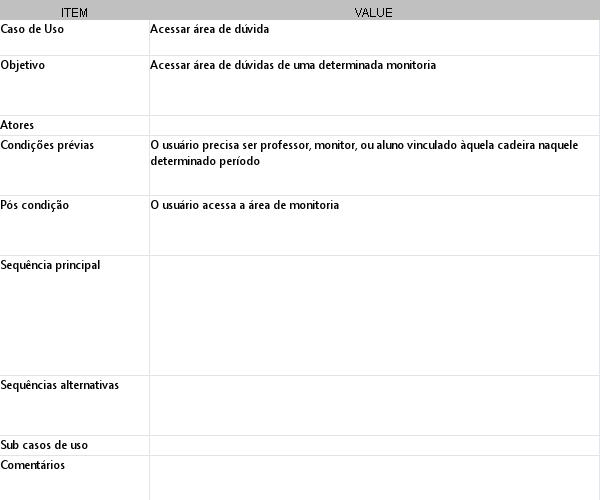 ITEM VALUE
Caso de Uso Acessar área de dúvida
Objetivo Acessar área de dúvidas de uma determinada monitoria
Atores
Condições prévias O usuário precisa ser professor, monitor, ou aluno vinculado àquela cadeira naquele
determinado período
Pós condição O usuário acessa a área de monitoria
Sequência principal
Sequências alternativas
Sub casos de uso
Comentários